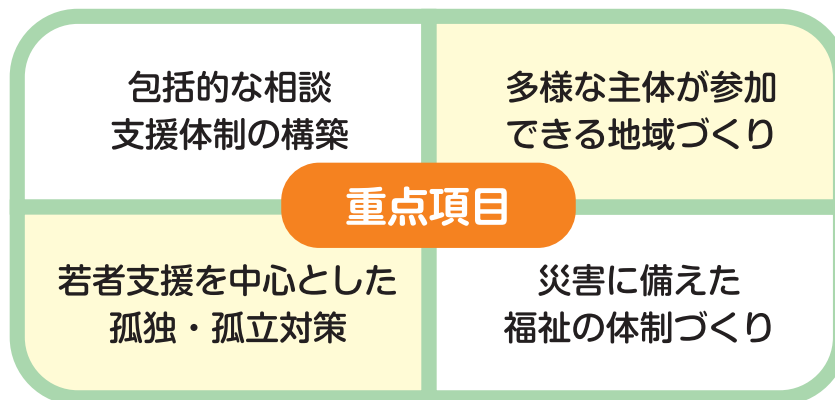 包括的な相談
支援体制の構築
多様な主体が参加
できる地域づくり
重点項目
若者支援を中心とした
孤独・孤立対策
災害に備えた
福祉の体制づくり